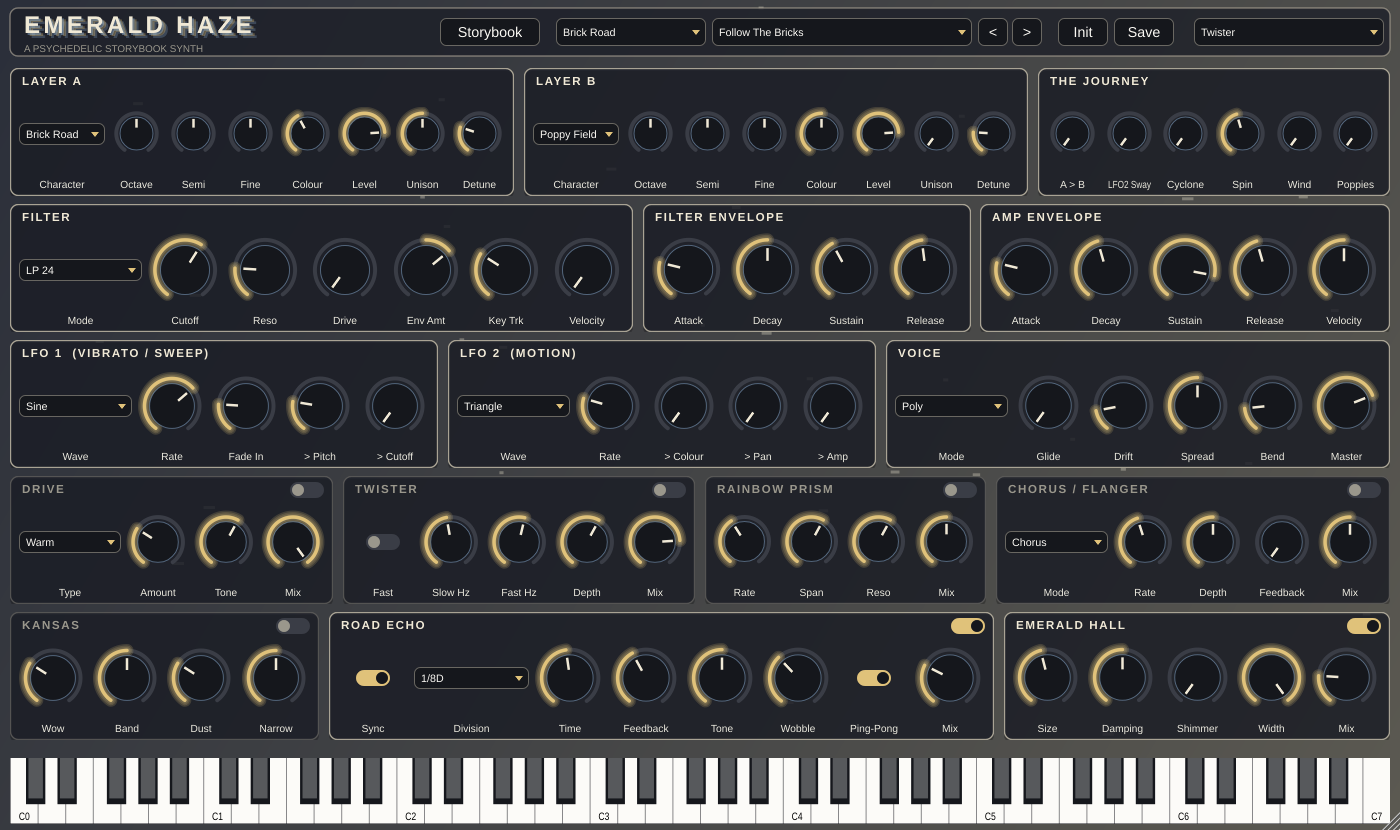 EMERALD HAZE
A PSYCHEDELIC STORYBOOK SYNTH
Storybook Brick Road Follow The Bricks < > Init Save Twister
LAYER A
Brick Road
Character Octave Semi Fine Colour Level Unison Detune
LAYER B
Poppy Field
Character Octave Semi Fine Colour Level Unison Detune
THE JOURNEY
A > B LFO2 Sway Cyclone Spin Wind Poppies
FILTER
LP 24
Mode Cutoff Reso Drive Env Amt Key Trk Velocity
FILTER ENVELOPE
Attack Decay Sustain Release
AMP ENVELOPE
Attack Decay Sustain Release Velocity
LFO 1 (VIBRATO / SWEEP)
Sine
Wave Rate Fade In > Pitch > Cutoff
LFO 2 (MOTION)
Triangle
Wave Rate > Colour > Pan > Amp
VOICE
Poly
Mode Glide Drift Spread Bend Master
DRIVE
Warm
Type Amount Tone Mix
TWISTER
Fast Slow Hz Fast Hz Depth Mix
RAINBOW PRISM
Rate Span Reso Mix
CHORUS / FLANGER
Chorus
Mode Rate Depth Feedback Mix
KANSAS
Wow Band Dust Narrow
ROAD ECHO
1/8D
Sync Division Time Feedback Tone Wobble Ping-Pong Mix
EMERALD HALL
Size Damping Shimmer Width Mix
C0 C1 C2 C3 C4 C5 C6 C7